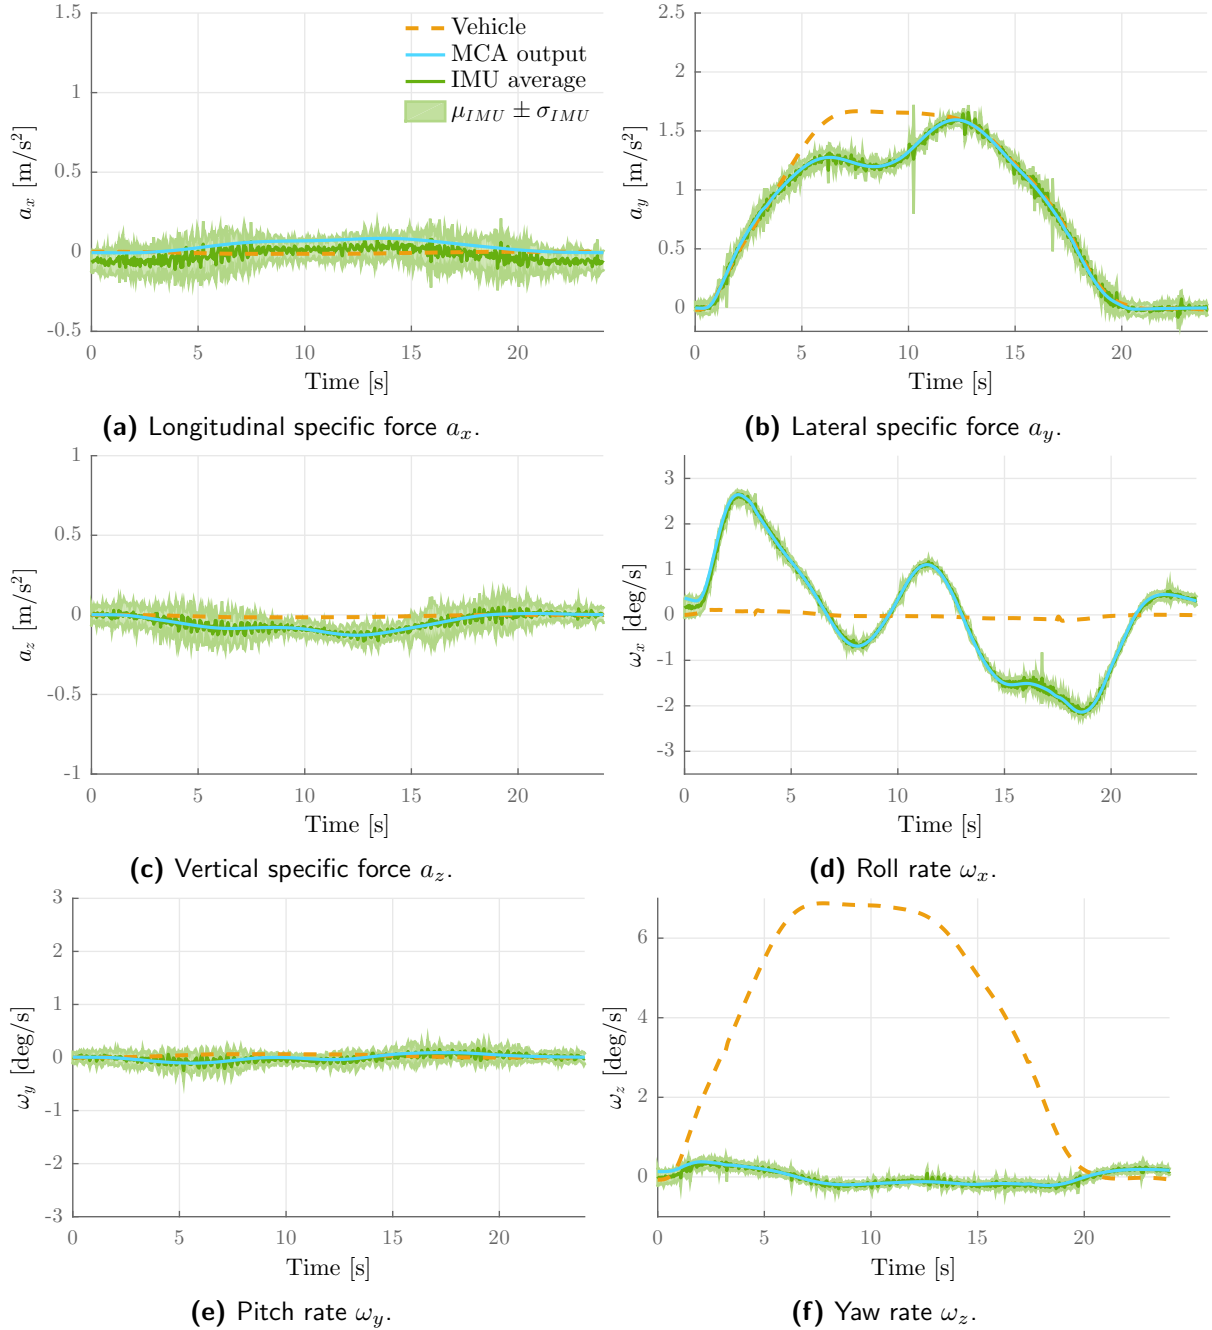 1.5
1
0.5
0
-0.5
0
5
10
15
20
a_x [m/s²]
Time [s]
Vehicle
MCA output
IMU average
μ_IMU ± σ_IMU
(a) Longitudinal specific force a_x.
2.5
2
1.5
1
0.5
0
0
5
10
15
20
a_y [m/s²]
Time [s]
(b) Lateral specific force a_y.
1
0.5
0
-0.5
-1
0
5
10
15
20
a_z [m/s²]
Time [s]
(c) Vertical specific force a_z.
3
2
1
0
-1
-2
-3
0
5
10
15
20
ω_x [deg/s]
Time [s]
(d) Roll rate ω_x.
3
2
1
0
-1
-2
-3
0
5
10
15
20
ω_y [deg/s]
Time [s]
(e) Pitch rate ω_y.
6
4
2
0
0
5
10
15
20
ω_z [deg/s]
Time [s]
(f) Yaw rate ω_z.